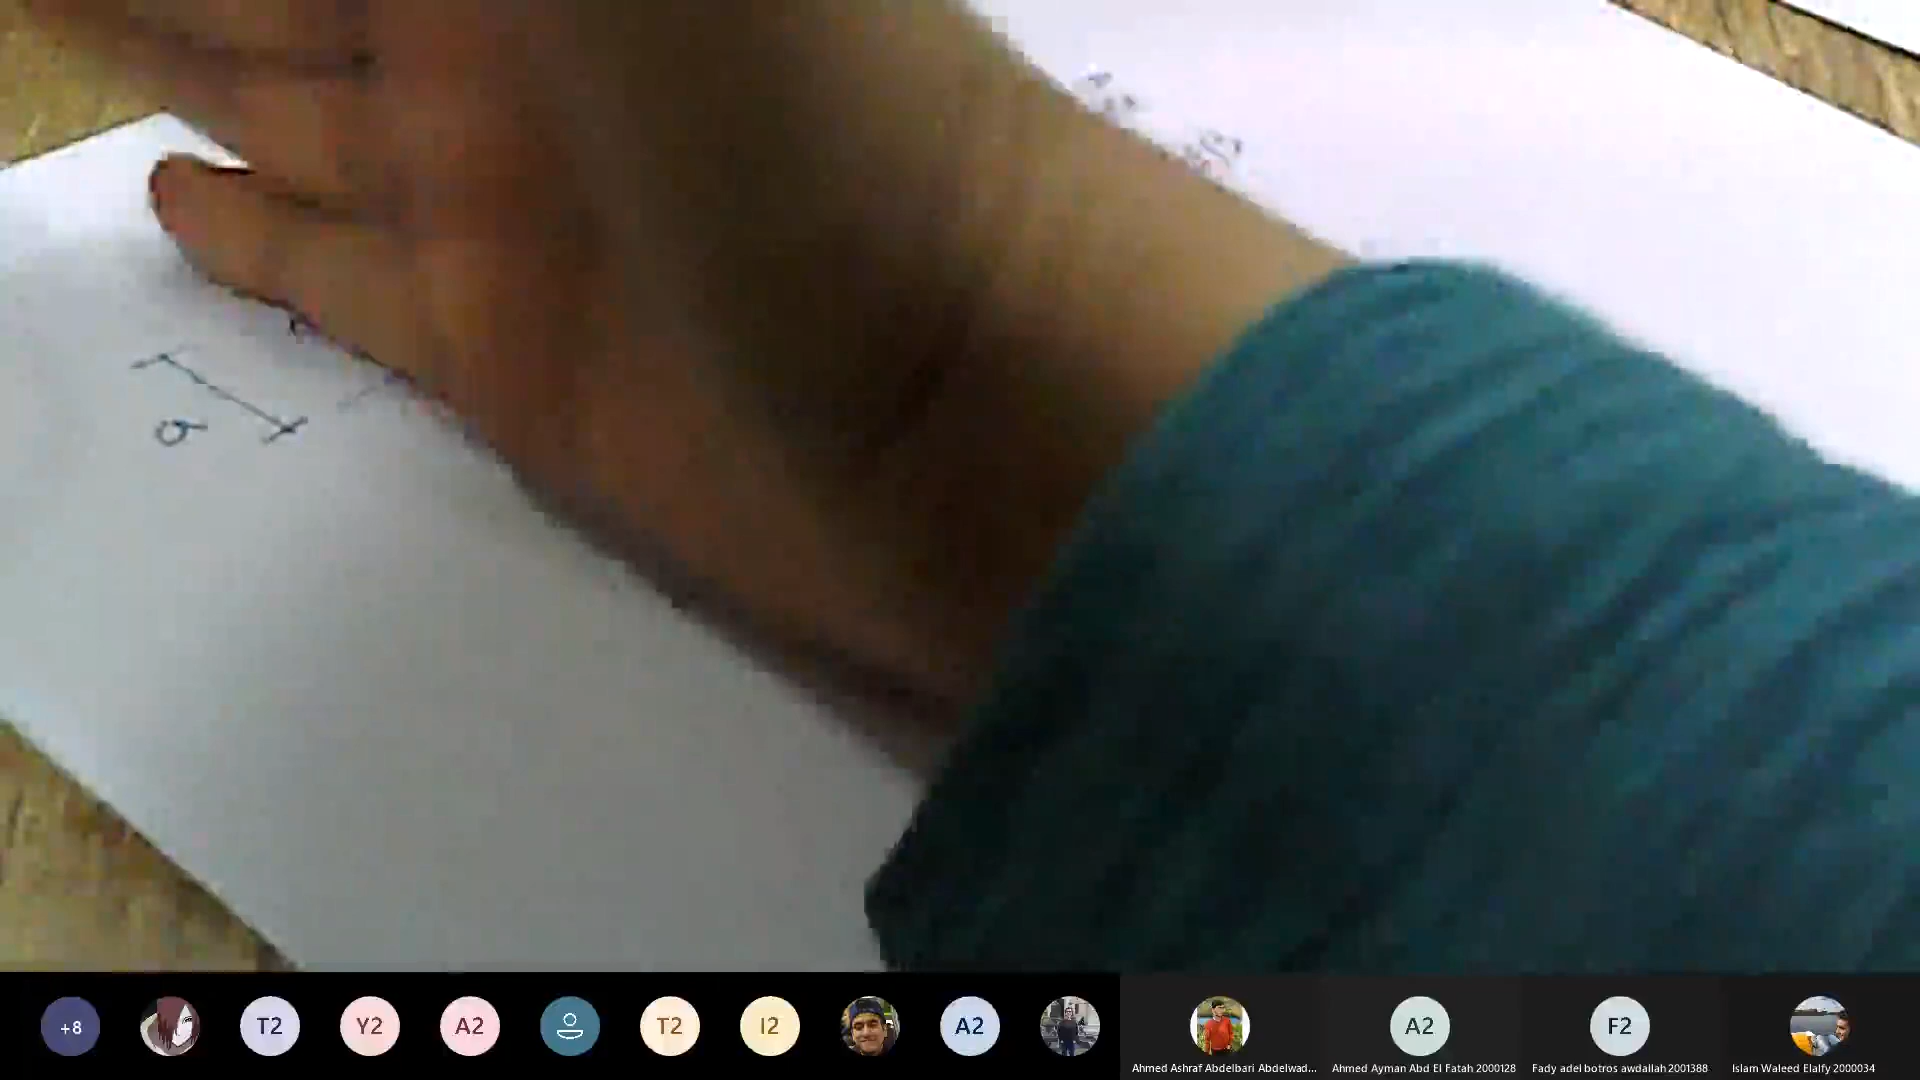 σ
+8
T2
Y2
A2
T2
I2
A2
A2
F2
Ahmed Ashraf Abdelbari Abdelwad...
Ahmed Ayman Abd El Fatah 2000128
Fady adel botros awdallah 2001388
Islam Waleed Elalfy 2000034